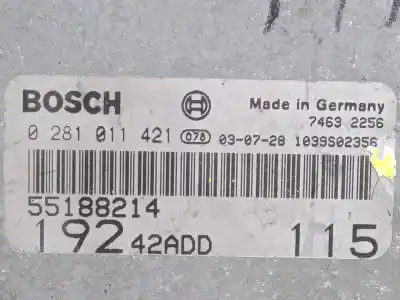 BOSCH
Made in Germany
7463 2256
0 281 011 421 078 03-07-28 1039S02356
55188214
192 42ADD 115